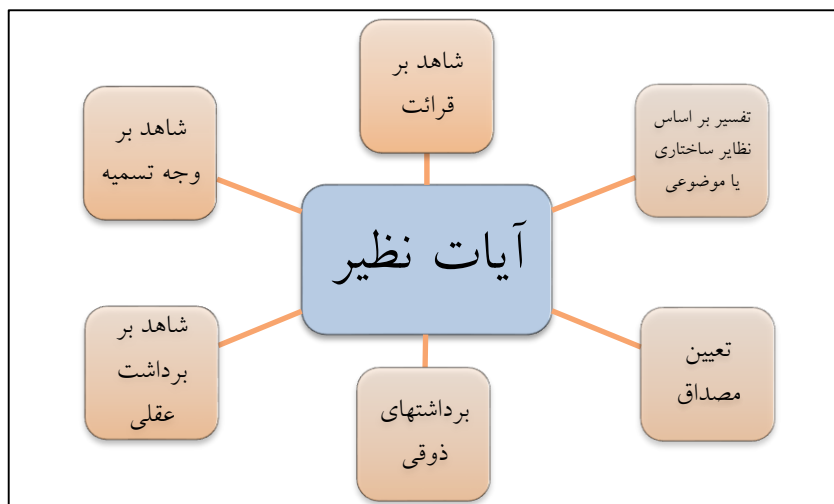 شاهد بر
قرائت
تفسیر بر اساس
نظایر ساختاری
یا موضوعی
شاهد بر
وجه تسمیه
آیات نظیر
تعیین
مصداق
شاهد بر
برداشت
عقلی
برداشتهای
ذوقی